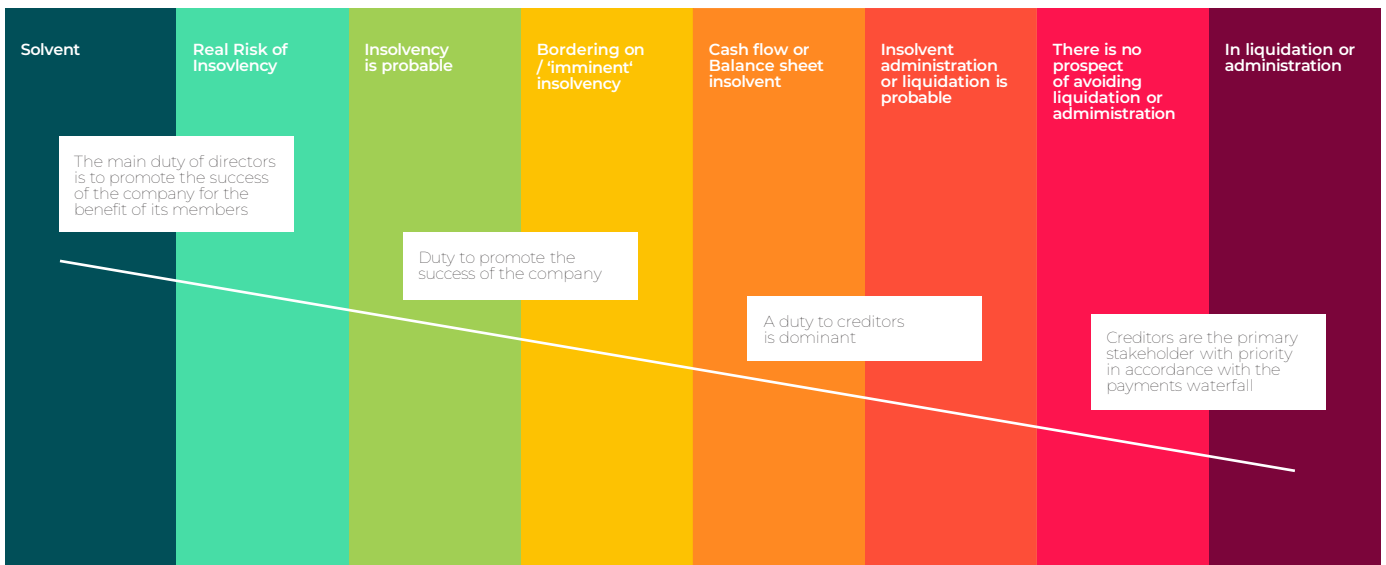 Solvent
Real Risk of
Insovlency
Insolvency
is probable
Bordering on
/ ‘imminent‘
insolvency
Cash flow or
Balance sheet
insolvent
Insolvent
administration
or liquidation is
probable
There is no
prospect
of avoiding
liquidation or
admimistration
In liquidation or
administration
The main duty of directors
is to promote the success
of the company for the
benefit of its members
Duty to promote the
success of the company
A duty to creditors
is dominant
Creditors are the primary
stakeholder with priority
in accordance with the
payments waterfall